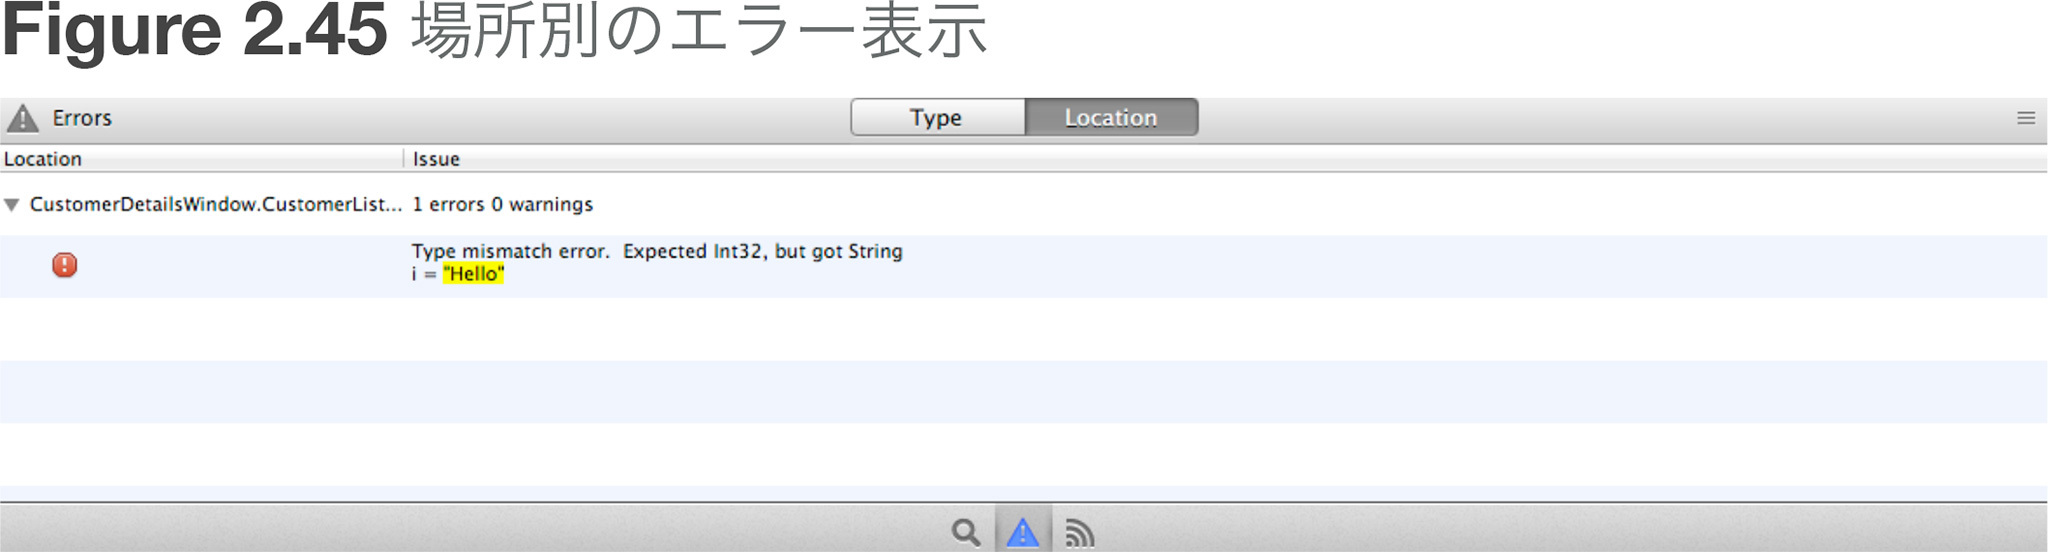 Figure 2.45 場所別のエラー表示
Errors
Type
Location
Location
Issue
CustomerDetailsWindow.CustomerList... 1 errors 0 warnings
Type mismatch error.  Expected Int32, but got String
i = "Hello"